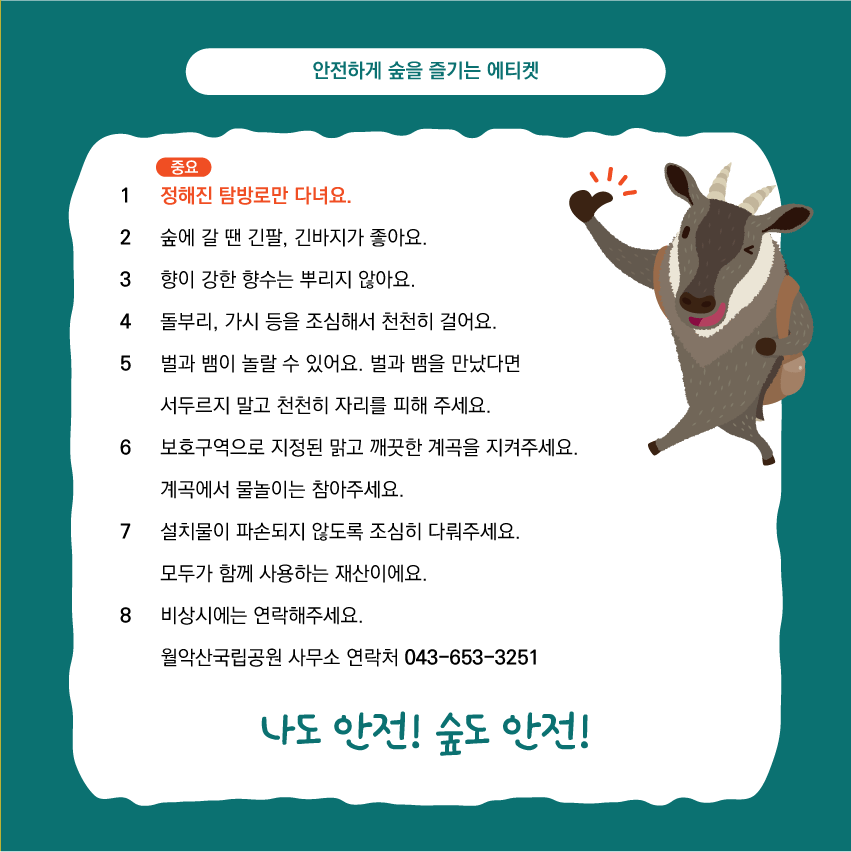 안전하게 숲을 즐기는 에티켓
중요
1 정해진 탐방로만 다녀요.
2 숲에 갈 땐 긴팔, 긴바지가 좋아요.
3 향이 강한 향수는 뿌리지 않아요.
4 돌부리, 가시 등을 조심해서 천천히 걸어요.
5 벌과 뱀이 놀랄 수 있어요. 벌과 뱀을 만났다면
서두르지 말고 천천히 자리를 피해 주세요.
6 보호구역으로 지정된 맑고 깨끗한 계곡을 지켜주세요.
계곡에서 물놀이는 참아주세요.
7 설치물이 파손되지 않도록 조심히 다뤄주세요.
모두가 함께 사용하는 재산이에요.
8 비상시에는 연락해주세요.
월악산국립공원 사무소 연락처 043-653-3251
나도 안전! 숲도 안전!